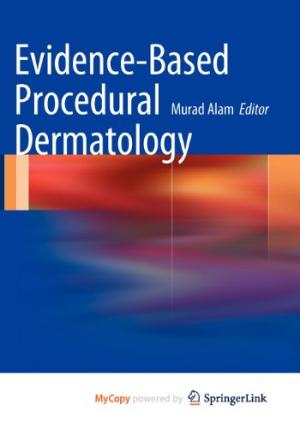 Evidence-Based
Procedural Murad Alam Editor
Dermatology
MyCopy powered by SpringerLink